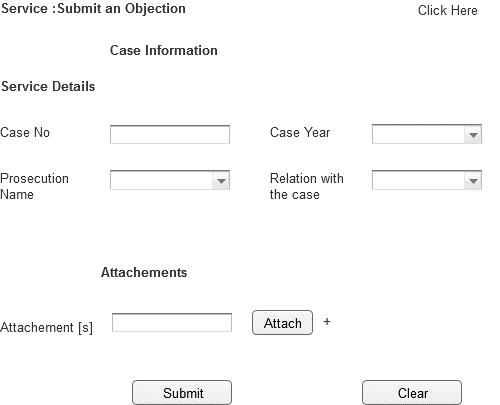 Service :Submit an Objection
Click Here
Case Information
Service Details
Case No
Case Year
Prosecution
Name
Relation with
the case
Attachements
Attachement [s]
Attach
+
Submit
Clear